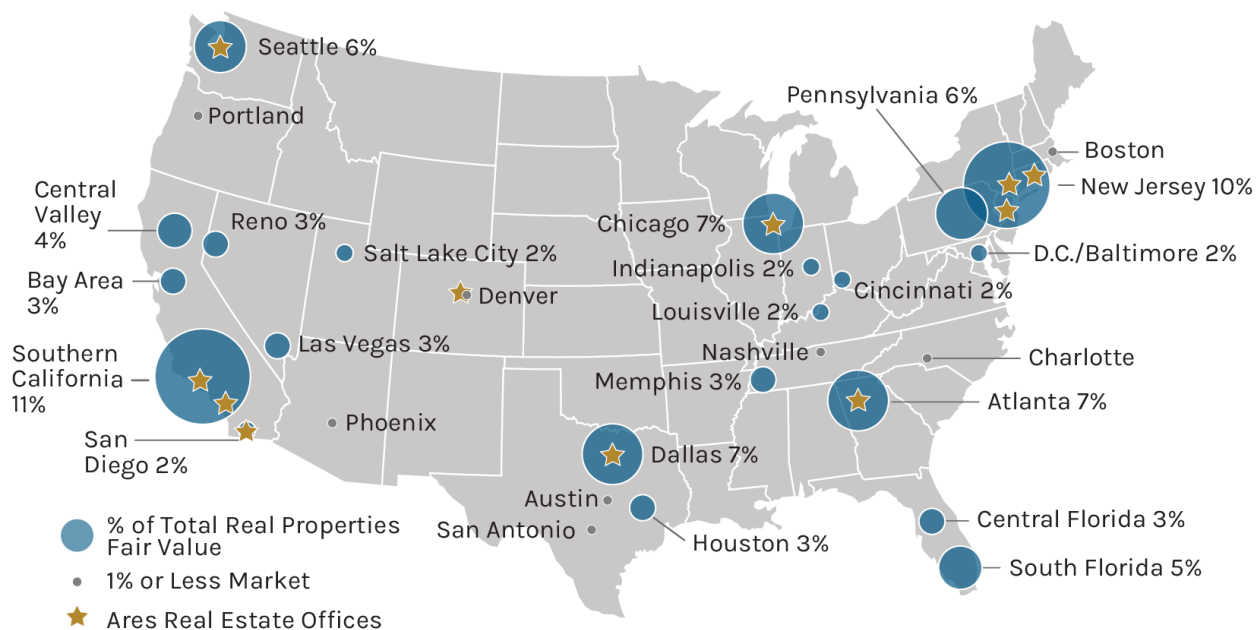 Seattle 6%
Portland
Pennsylvania 6%
Boston
New Jersey 10%
Central
Valley
4%
Reno 3%
Chicago 7%
Salt Lake City 2%
D.C./Baltimore 2%
Indianapolis 2%
Bay Area
3%
Denver
Cincinnati 2%
Louisville 2%
Las Vegas 3%
Nashville
Charlotte
Southern
California
11%
Memphis 3%
Atlanta 7%
Phoenix
San
Diego 2%
Dallas 7%
Austin
San Antonio
Houston 3%
Central Florida 3%
South Florida 5%
% of Total Real Properties
Fair Value
1% or Less Market
Ares Real Estate Offices